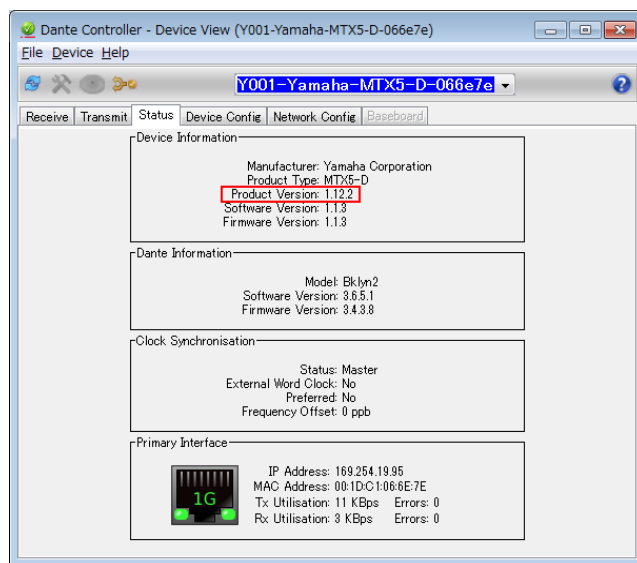 Dante Controller - Device View (Y001-Yamaha-MTX5-D-066e7e)
File Device Help
Y001-Yamaha-MTX5-D-066e7e
Receive Transmit Status Device Config Network Config Baseboard
Device Information
Manufacturer: Yamaha Corporation
Product Type: MTX5-D
Product Version: 1.12.2
Software Version: 1.1.3
Firmware Version: 1.1.3
Dante Information
Model: Bklyn2
Software Version: 3.6.5.1
Firmware Version: 3.4.3.8
Clock Synchronisation
Status: Master
External Word Clock: No
Preferred: No
Frequency Offset: 0 ppb
Primary Interface
1G
IP Address: 169.254.19.95
MAC Address: 00:1D:C1:06:6E:7E
Tx Utilisation: 11 KBps Errors: 0
Rx Utilisation: 3 KBps Errors: 0